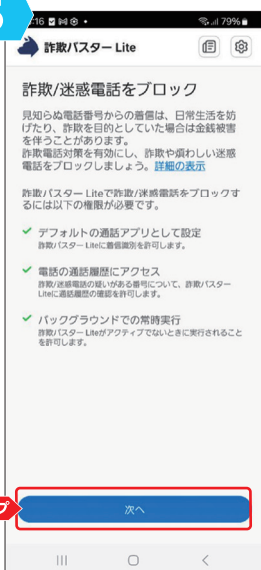 :16
79%
詐欺バスター Lite
詐欺/迷惑電話をブロック
見知らぬ電話番号からの着信は、日常生活を妨
げたり、詐欺を目的としていた場合は金銭被害
を伴うことがあります。
詐欺電話対策を有効にし、詐欺や煩わしい迷惑
電話をブロックしましょう。詳細の表示
詐欺バスター Liteで詐欺/迷惑電話をブロックす
るには以下の権限が必要です。
デフォルトの通話アプリとして設定
詐欺バスター Liteに着信識別を許可します。
電話の通話履歴にアクセス
詐欺/迷惑電話の疑いがある番号について、詐欺バスター
Liteに通話履歴の確認を許可します。
バックグラウンドでの常時実行
詐欺バスター Liteがアクティブでないときに実行されること
を許可します。
プ
次へ